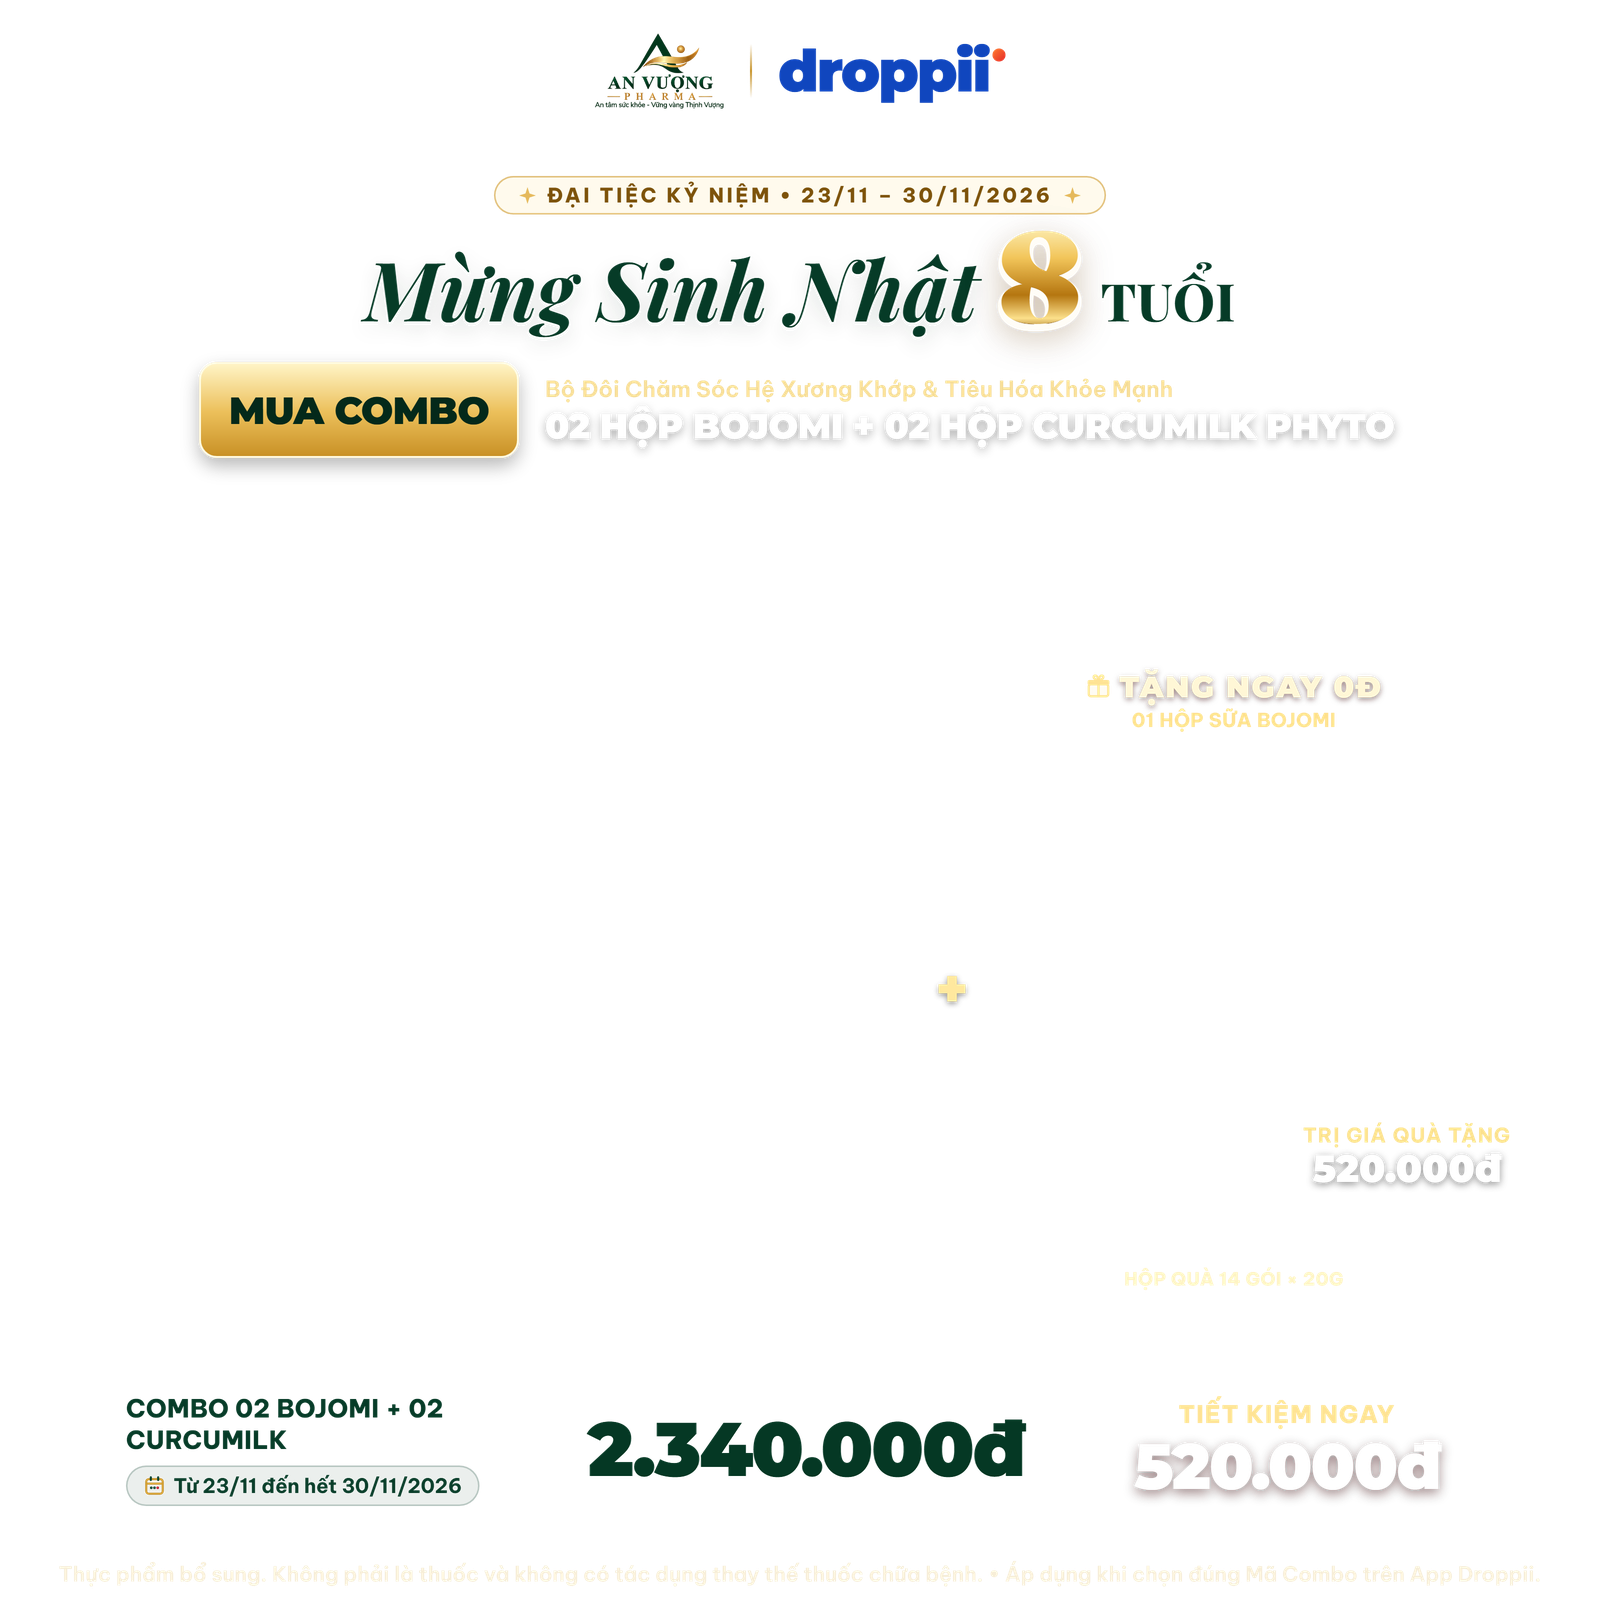 AN VƯỢNG
PHARMA
An tâm sức khỏe - Vững vàng Thịnh Vượng
droppii
ĐẠI TIỆC KỶ NIỆM • 23/11 – 30/11/2026
Mừng Sinh Nhật 8 TUỔI
MUA COMBO
Bộ Đôi Chăm Sóc Hệ Xương Khớp & Tiêu Hóa Khỏe Mạnh
02 HỘP BOJOMI + 02 HỘP CURCUMILK PHYTO
TẶNG NGAY 0Đ
01 HỘP SỮA BOJOMI
+
TRỊ GIÁ QUÀ TẶNG
520.000đ
HỘP QUÀ 14 GÓI × 20G
COMBO 02 BOJOMI + 02
CURCUMILK
Từ 23/11 đến hết 30/11/2026
2.340.000đ
TIẾT KIỆM NGAY
520.000đ
Thực phẩm bổ sung. Không phải là thuốc và không có tác dụng thay thế thuốc chữa bệnh. • Áp dụng khi chọn đúng Mã Combo trên App Droppii.